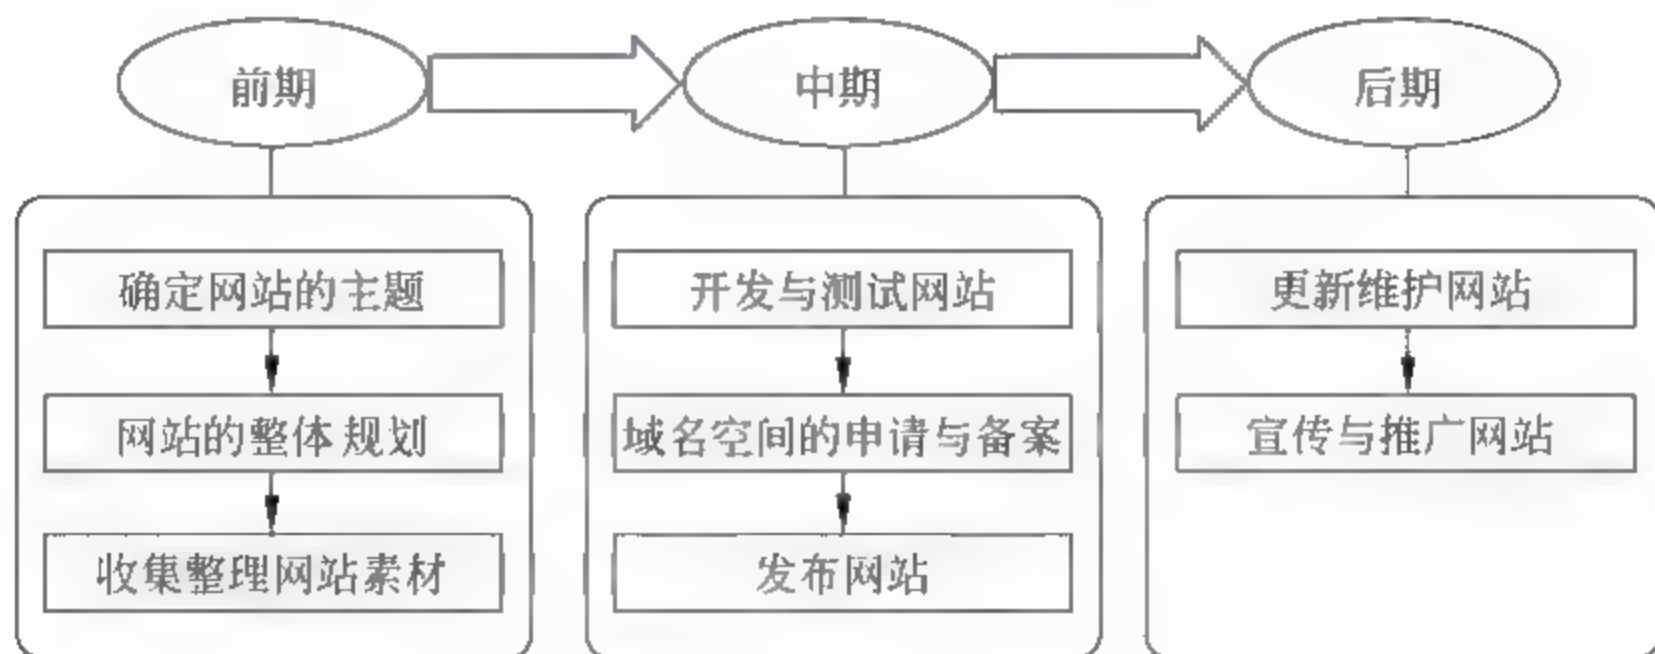 前期
中期
后期
确定网站的主题
网站的整体规划
收集整理网站素材
开发与测试网站
域名空间的申请与备案
发布网站
更新维护网站
宣传与推广网站